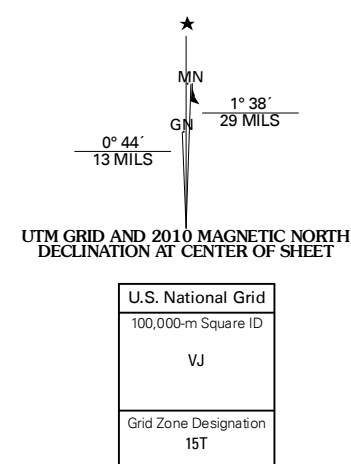 ★
MN
1° 38´
29 MILS
GN
0° 44´
13 MILS
UTM GRID AND 2010 MAGNETIC NORTH
DECLINATION AT CENTER OF SHEET
U.S. National Grid
100,000-m Square ID
VJ
Grid Zone Designation
15T